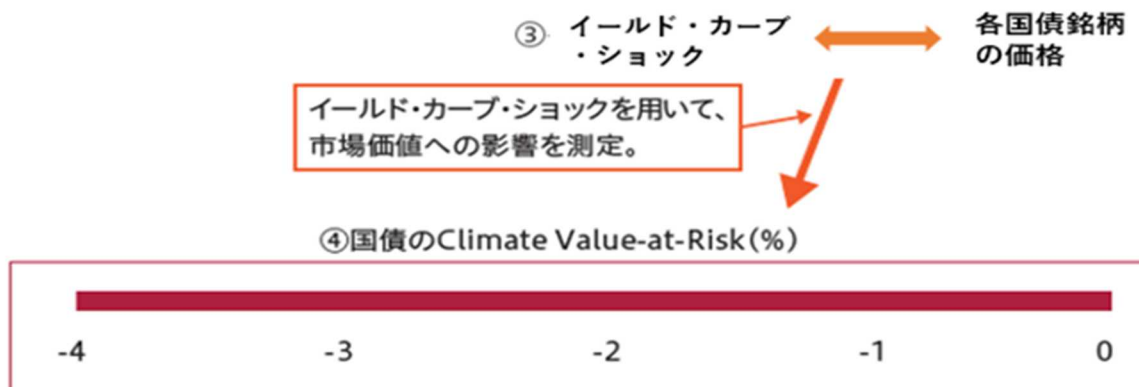 ③ イールド・カーブ
・ショック
各国債銘柄
の価格
イールド・カーブ・ショックを用いて、
市場価値への影響を測定。
④国債のClimate Value-at-Risk(%)
-4 -3 -2 -1 0